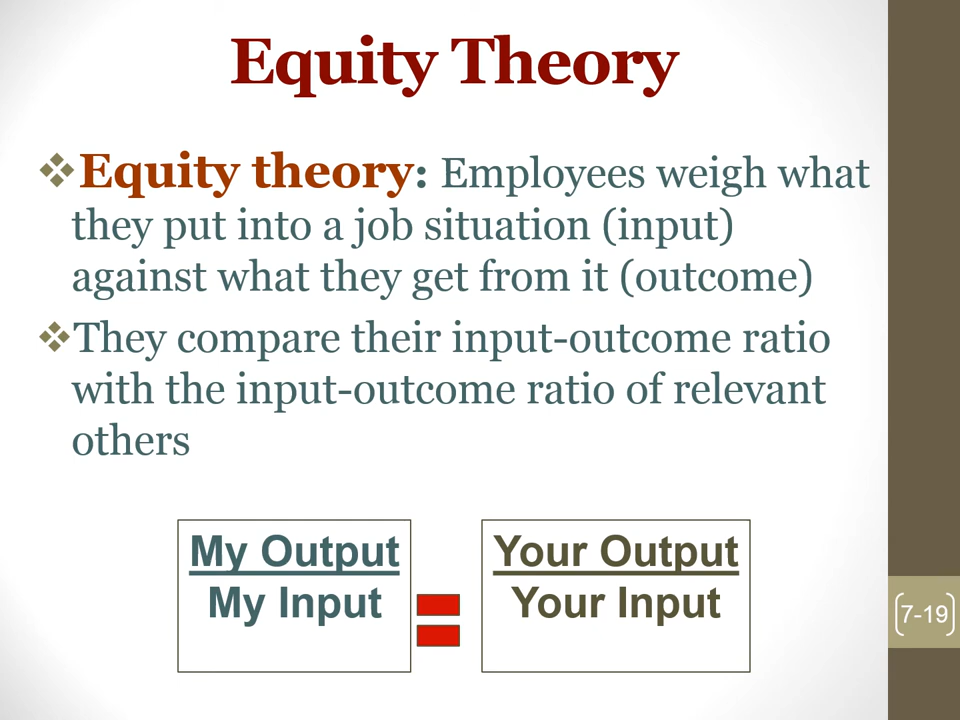 Equity Theory
❖Equity theory: Employees weigh what
they put into a job situation (input)
against what they get from it (outcome)
❖They compare their input-outcome ratio
with the input-outcome ratio of relevant
others
My Output
My Input
=
Your Output
Your Input
7-19